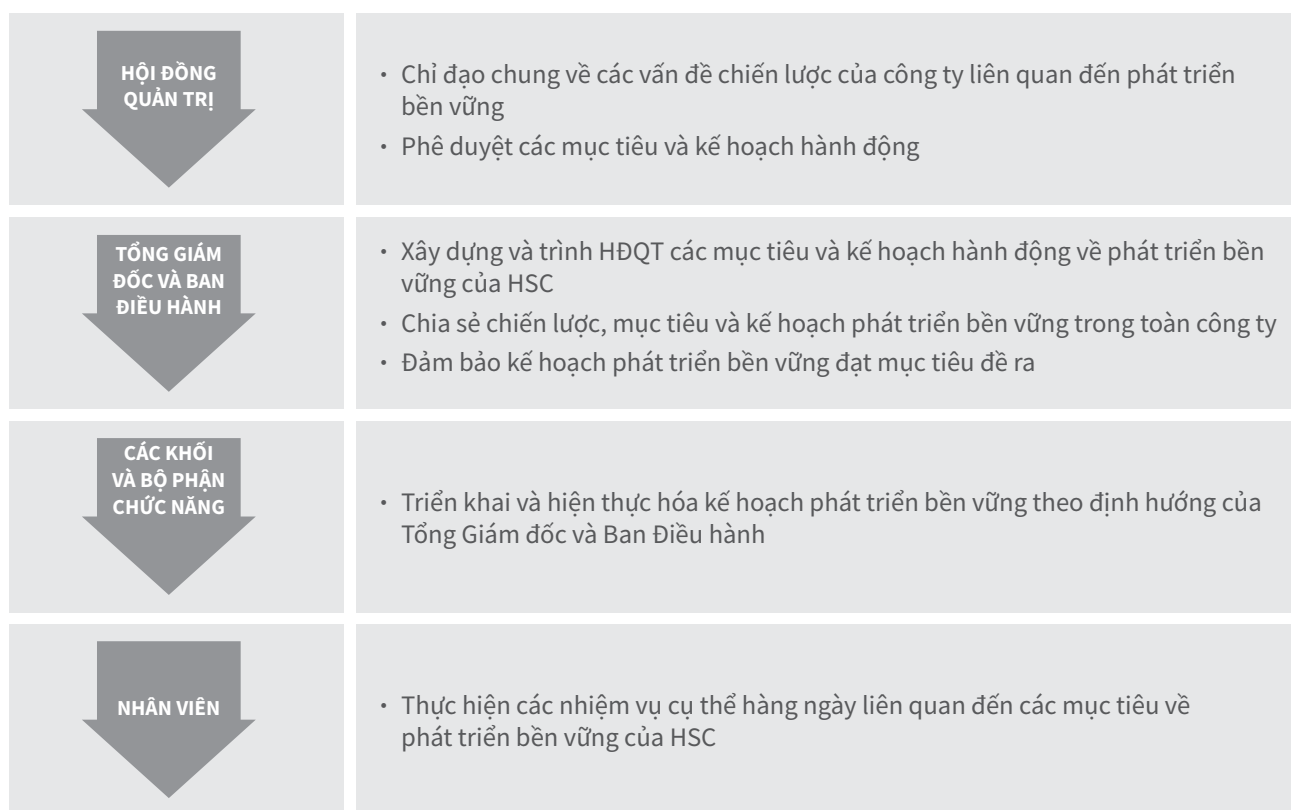 HỘI ĐỒNG
QUẢN TRỊ
• Chỉ đạo chung về các vấn đề chiến lược của công ty liên quan đến phát triển
bền vững
• Phê duyệt các mục tiêu và kế hoạch hành động
TỔNG GIÁM
ĐỐC VÀ BAN
ĐIỀU HÀNH
• Xây dựng và trình HĐQT các mục tiêu và kế hoạch hành động về phát triển bền
vững của HSC
• Chia sẻ chiến lược, mục tiêu và kế hoạch phát triển bền vững trong toàn công ty
• Đảm bảo kế hoạch phát triển bền vững đạt mục tiêu đề ra
CÁC KHỐI
VÀ BỘ PHẬN
CHỨC NĂNG
• Triển khai và hiện thực hóa kế hoạch phát triển bền vững theo định hướng của
Tổng Giám đốc và Ban Điều hành
NHÂN VIÊN
• Thực hiện các nhiệm vụ cụ thể hàng ngày liên quan đến các mục tiêu về
phát triển bền vững của HSC